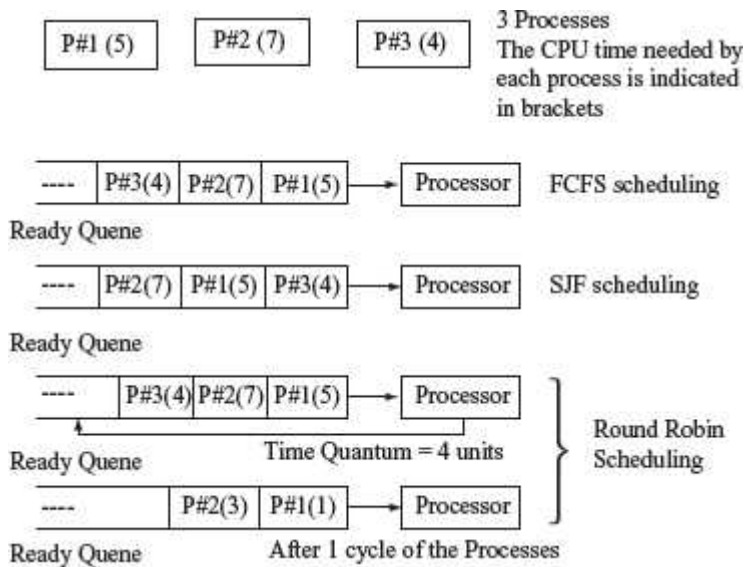 P#1 (5)
P#2 (7)
P#3 (4)
3 Processes
The CPU time needed by
each process is indicated
in brackets
---- P#3(4) P#2(7) P#1(5) Processor FCFS scheduling
Ready Quene
---- P#2(7) P#1(5) P#3(4) Processor SJF scheduling
Ready Quene
---- P#3(4) P#2(7) P#1(5) Processor
Time Quantum = 4 units
Ready Quene
Round Robin
Scheduling
---- P#2(3) P#1(1) Processor
Ready Quene
After 1 cycle of the Processes